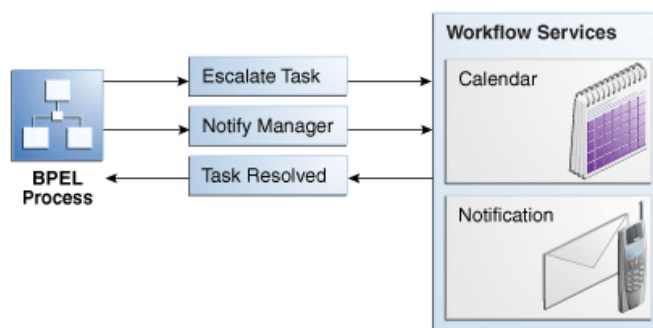 Workflow Services
Escalate Task
Calendar
Notify Manager
Task Resolved
BPEL
Process
Notification